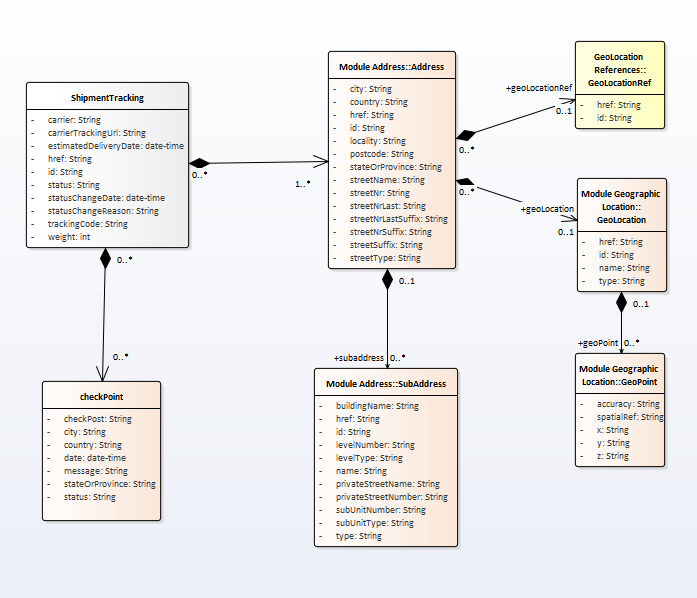 ShipmentTracking
- carrier: String
- carrierTrackingUrl: String
- estimatedDeliveryDate: date-time
- href: String
- id: String
- status: String
- statusChangeDate: date-time
- statusChangeReason: String
- trackingCode: String
- weight: int
0..*
1..*
0..*
0..*
checkPoint
- checkPost: String
- city: String
- country: String
- date: date-time
- message: String
- stateOrProvince: String
- status: String
Module Address::Address
- city: String
- country: String
- href: String
- id: String
- locality: String
- postcode: String
- stateOrProvince: String
- streetName: String
- streetNr: String
- streetNrLast: String
- streetNrLastSuffix: String
- streetNrSuffix: String
- streetSuffix: String
- streetType: String
0..*
+geoLocationRef
0..1
0..*
+geoLocation
0..1
0..1
+subaddress
0..*
Module Address::SubAddress
- buildingName: String
- href: String
- id: String
- levelNumber: String
- levelType: String
- name: String
- privateStreetName: String
- privateStreetNumber: String
- subUnitNumber: String
- subUnitType: String
- type: String
GeoLocation
References::
GeoLocationRef
- href: String
- id: String
Module Geographic
Location::
GeoLocation
- href: String
- id: String
- name: String
- type: String
0..1
+geoPoint
0..*
Module Geographic
Location::GeoPoint
- accuracy: String
- spatialRef: String
- x: String
- y: String
- z: String